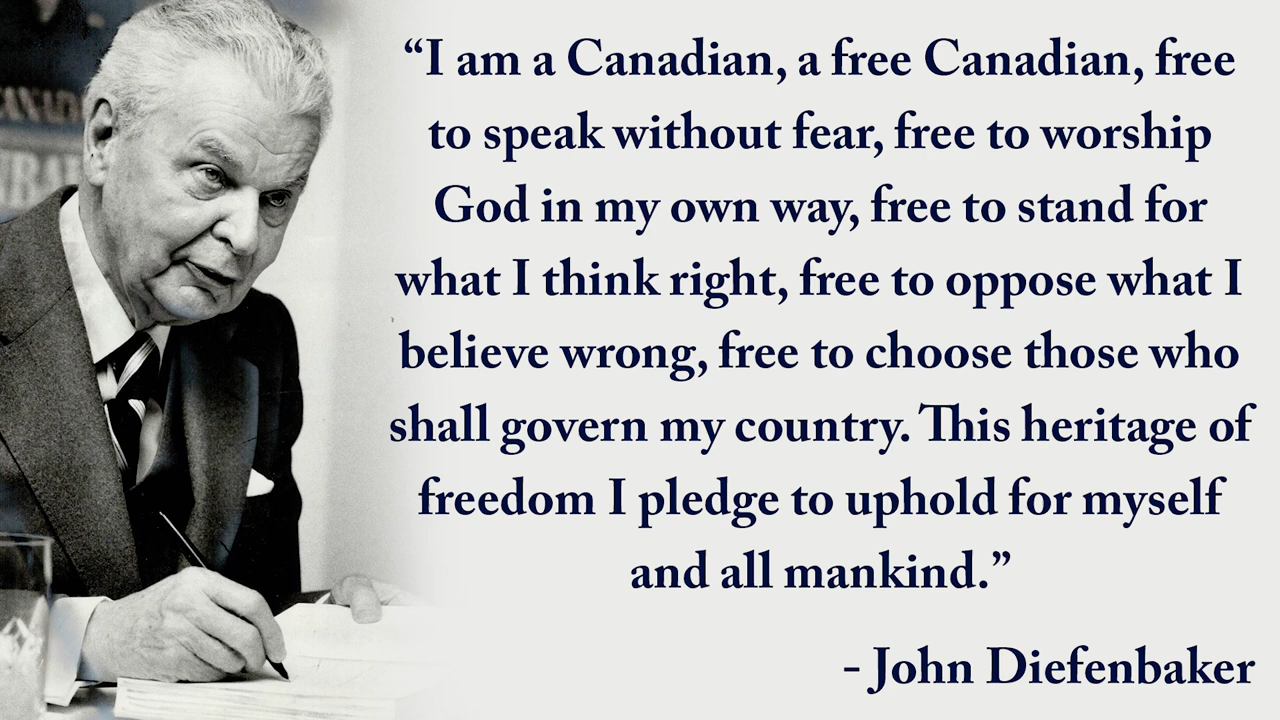 “I am a Canadian, a free Canadian, free
to speak without fear, free to worship
God in my own way, free to stand for
what I think right, free to oppose what I
believe wrong, free to choose those who
shall govern my country. This heritage of
freedom I pledge to uphold for myself
and all mankind.”
- John Diefenbaker